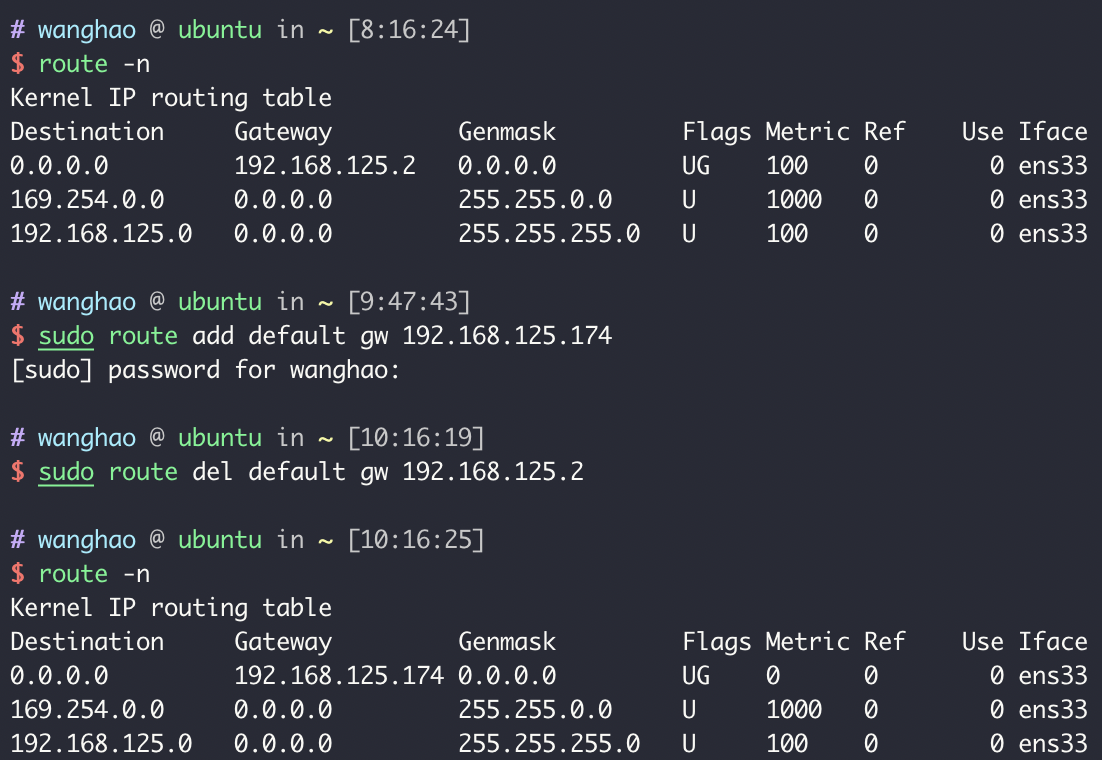 # wanghao @ ubuntu in ~ [8:16:24]
$ route -n
Kernel IP routing table
Destination     Gateway         Genmask         Flags Metric Ref    Use Iface
0.0.0.0         192.168.125.2   0.0.0.0         UG    100    0        0 ens33
169.254.0.0     0.0.0.0         255.255.0.0     U     1000   0        0 ens33
192.168.125.0   0.0.0.0         255.255.255.0   U     100    0        0 ens33
# wanghao @ ubuntu in ~ [9:47:43]
$ sudo route add default gw 192.168.125.174
[sudo] password for wanghao:
# wanghao @ ubuntu in ~ [10:16:19]
$ sudo route del default gw 192.168.125.2
# wanghao @ ubuntu in ~ [10:16:25]
$ route -n
Kernel IP routing table
Destination     Gateway         Genmask         Flags Metric Ref    Use Iface
0.0.0.0         192.168.125.174 0.0.0.0         UG    0      0        0 ens33
169.254.0.0     0.0.0.0         255.255.0.0     U     1000   0        0 ens33
192.168.125.0   0.0.0.0         255.255.255.0   U     100    0        0 ens33